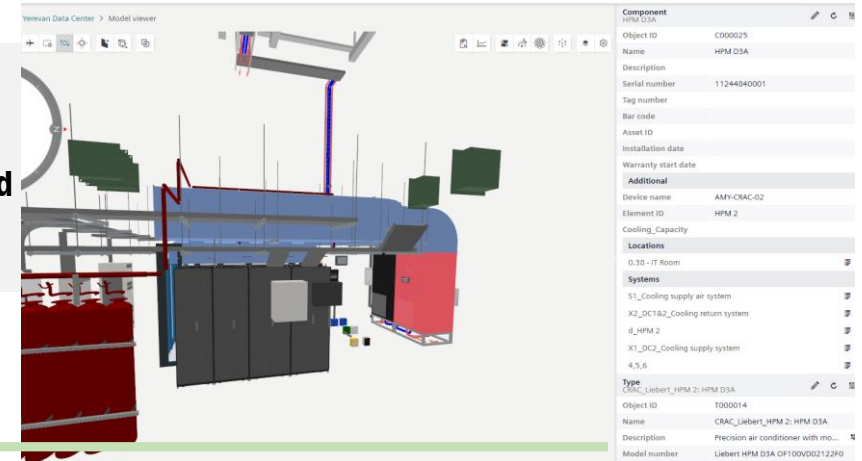 Yerevan Data Center > Model viewer
d
Z
Component
HPM D3A
Object ID C000025
Name HPM D3A
Description
Serial number 11244840001
Tag number
Bar code
Asset ID
Installation date
Warranty start date
Additional
Device name AMY-CRAC-02
Element ID HPM 2
Cooling_Capacity
Locations
0.30 - IT Room
Systems
S1_Cooling supply air system
X2_DC1&2_Cooling return system
d_HPM 2
X1_DC2_Cooling supply system
4,5,6
Type
CRAC_Liebert_HPM 2: HPM D3A
Object ID T000014
Name CRAC_Liebert_HPM 2: HPM D3A
Description Precision air conditioner with mo...
Model number Liebert HPM D3A OF100VD02122F0